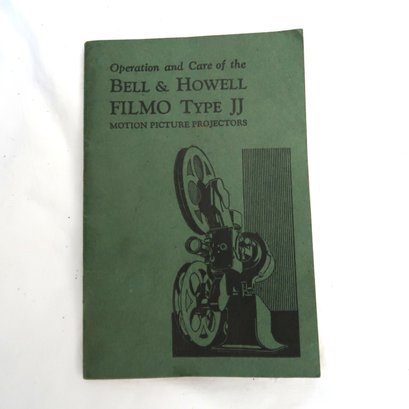 Operation and Care of the
BELL & HOWELL
FILMO TYPE JJ
MOTION PICTURE PROJECTORS